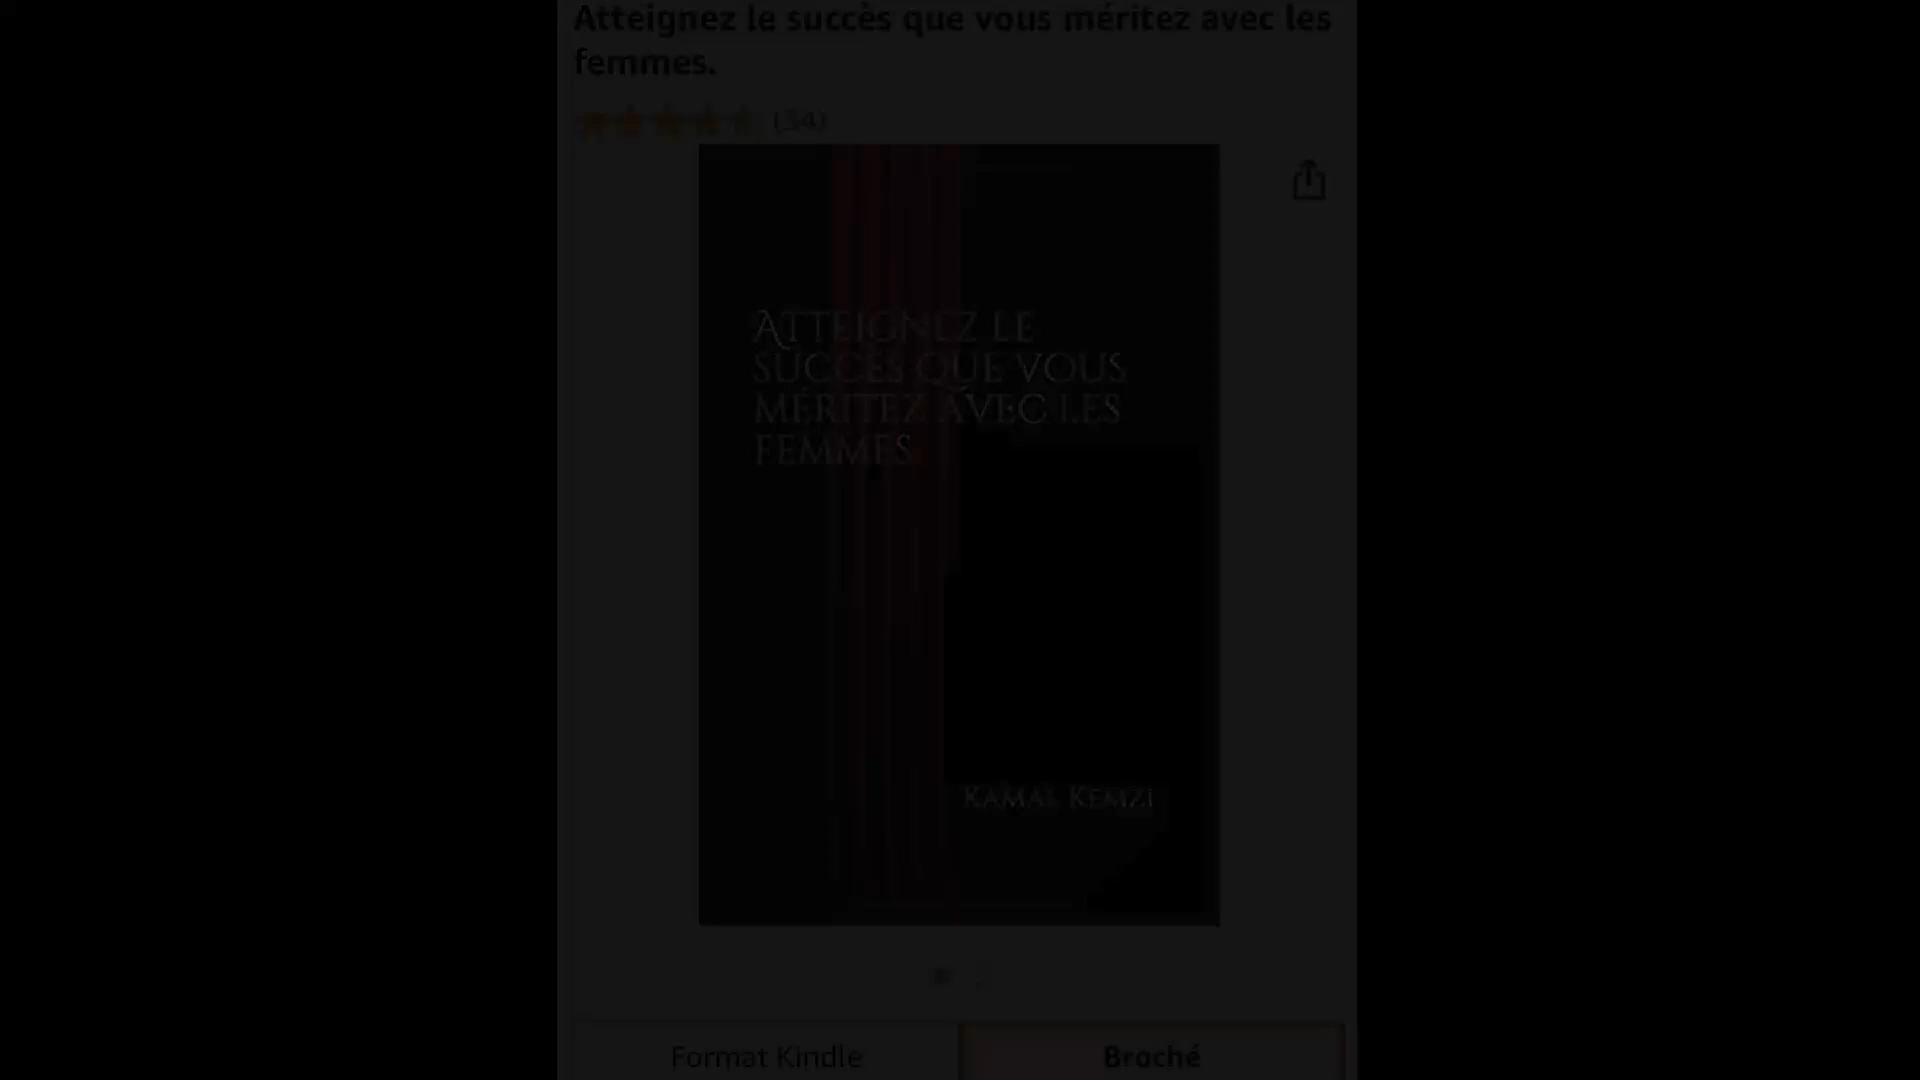 Atteignez le succès que vous méritez avec les
femmes.
(34)
Atteignez le
succès que vous
méritez avec les
femmes.
Kamal Kemzi
Format Kindle
Broché